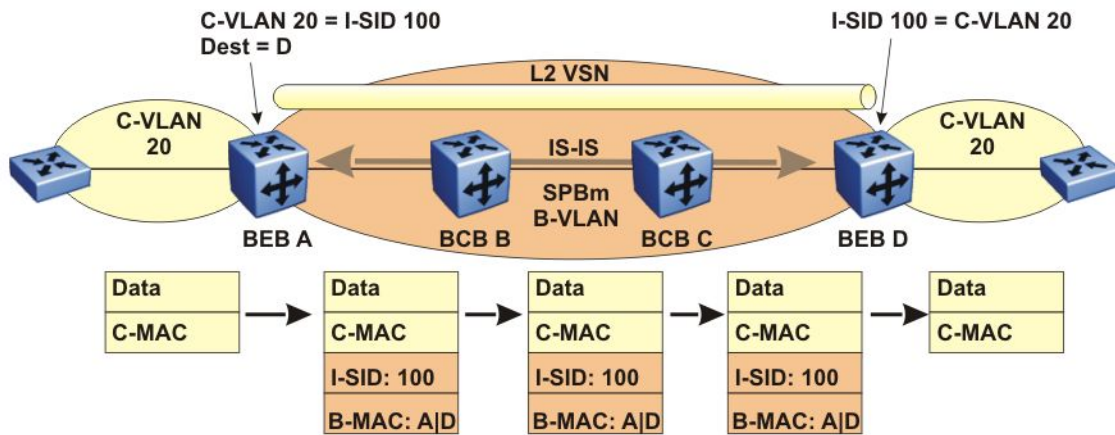 C-VLAN 20 = I-SID 100
Dest = D
I-SID 100 = C-VLAN 20
L2 VSN
C-VLAN
20
IS-IS
C-VLAN
20
SPBm
B-VLAN
BEB A
BCB B
BCB C
BEB D
Data
C-MAC
Data
C-MAC
I-SID: 100
B-MAC: A|D
Data
C-MAC
I-SID: 100
B-MAC: A|D
Data
C-MAC
I-SID: 100
B-MAC: A|D
Data
C-MAC